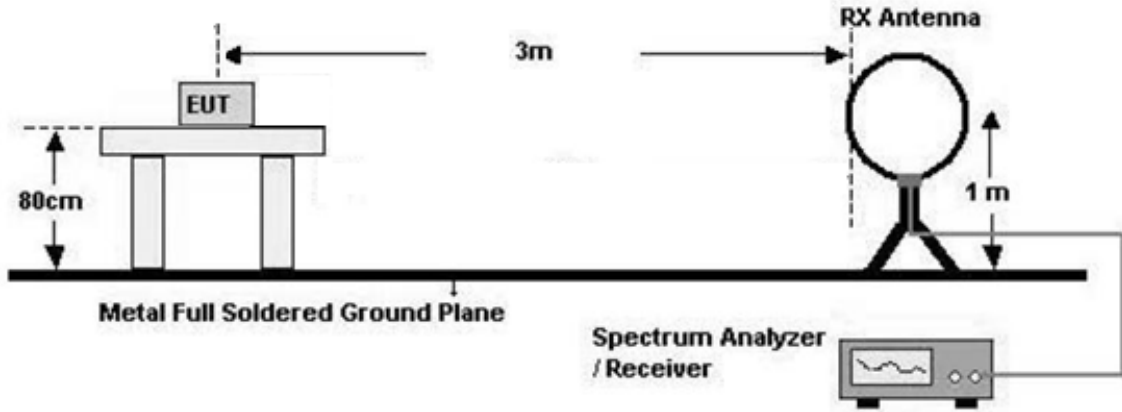 RX Antenna
3m
EUT
80cm
1 m
Metal Full Soldered Ground Plane
Spectrum Analyzer
/ Receiver